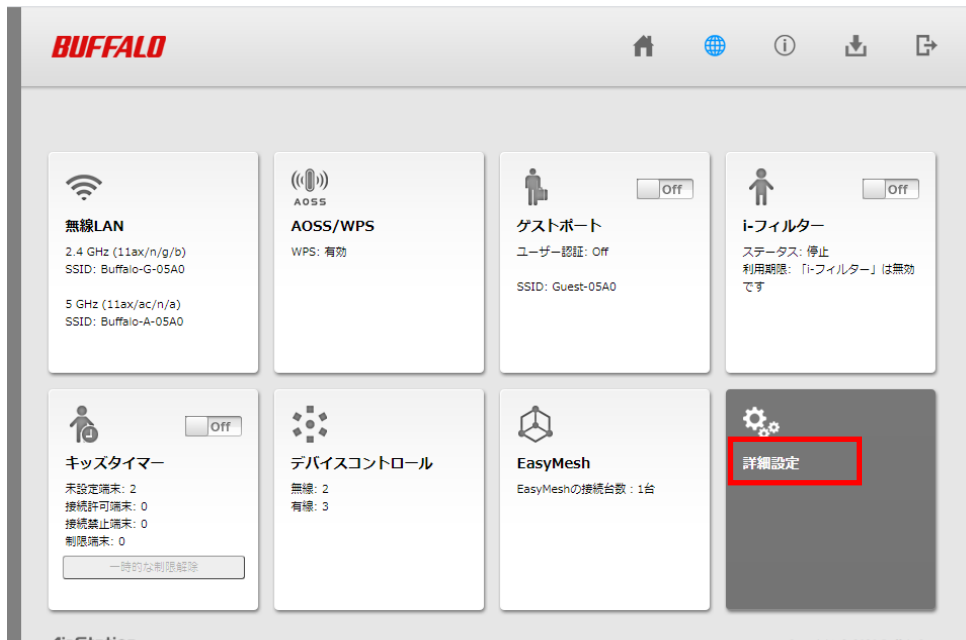 BUFFALO
AOSS
Off
Off
無線LAN
2.4 GHz (11ax/n/g/b)
SSID: Buffalo-G-05A0
5 GHz (11ax/ac/n/a)
SSID: Buffalo-A-05A0
AOSS/WPS
WPS: 有効
ゲストポート
ユーザー認証: Off
SSID: Guest-05A0
i-フィルター
ステータス: 停止
利用期限: 「i-フィルター」は無効
です
Off
キッズタイマー
未設定端末: 2
接続許可端末: 0
接続禁止端末: 0
制限端末: 0
一時的な制限解除
デバイスコントロール
無線: 2
有線: 3
EasyMesh
EasyMeshの接続台数 : 1台
詳細設定